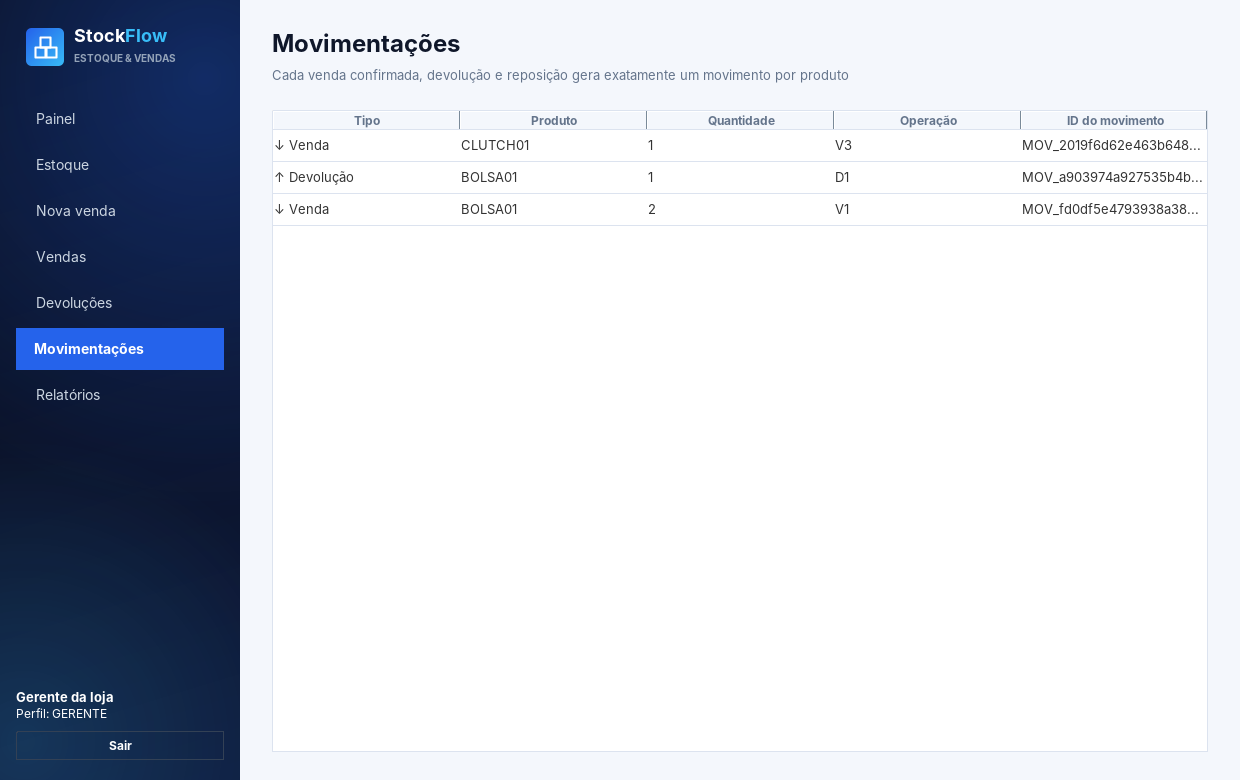 StockFlow
ESTOQUE & VENDAS
Painel
Estoque
Nova venda
Vendas
Devoluções
Movimentações
Relatórios
Gerente da loja
Perfil: GERENTE
Sair
Movimentações
Cada venda confirmada, devolução e reposição gera exatamente um movimento por produto
Tipo Produto Quantidade Operação ID do movimento
↓ Venda CLUTCH01 1 V3 MOV_2019f6d62e463b648...
↑ Devolução BOLSA01 1 D1 MOV_a903974a927535b4b...
↓ Venda BOLSA01 2 V1 MOV_fd0df5e4793938a38...